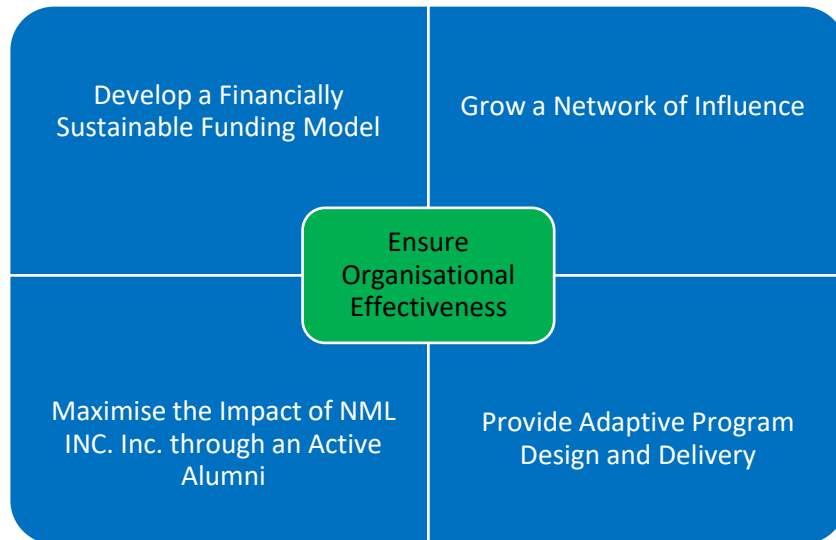 Develop a Financially
Sustainable Funding Model
Grow a Network of Influence
Ensure
Organisational
Effectiveness
Maximise the Impact of NML
INC. Inc. through an Active
Alumni
Provide Adaptive Program
Design and Delivery